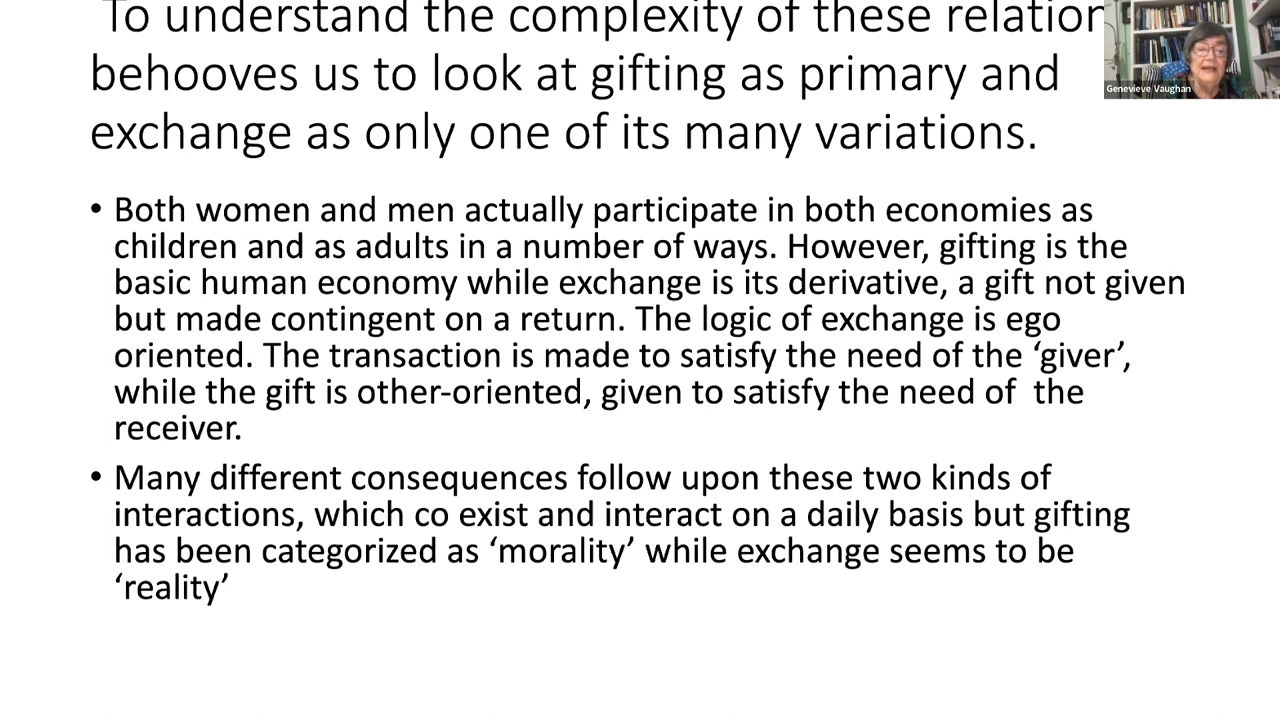 To understand the complexity of these relation
behooves us to look at gifting as primary and
exchange as only one of its many variations.
Genevieve Vaughan
• Both women and men actually participate in both economies as
children and as adults in a number of ways. However, gifting is the
basic human economy while exchange is its derivative, a gift not given
but made contingent on a return. The logic of exchange is ego
oriented. The transaction is made to satisfy the need of the ‘giver’,
while the gift is other-oriented, given to satisfy the need of  the
receiver.
• Many different consequences follow upon these two kinds of
interactions, which co exist and interact on a daily basis but gifting
has been categorized as ‘morality’ while exchange seems to be
‘reality’